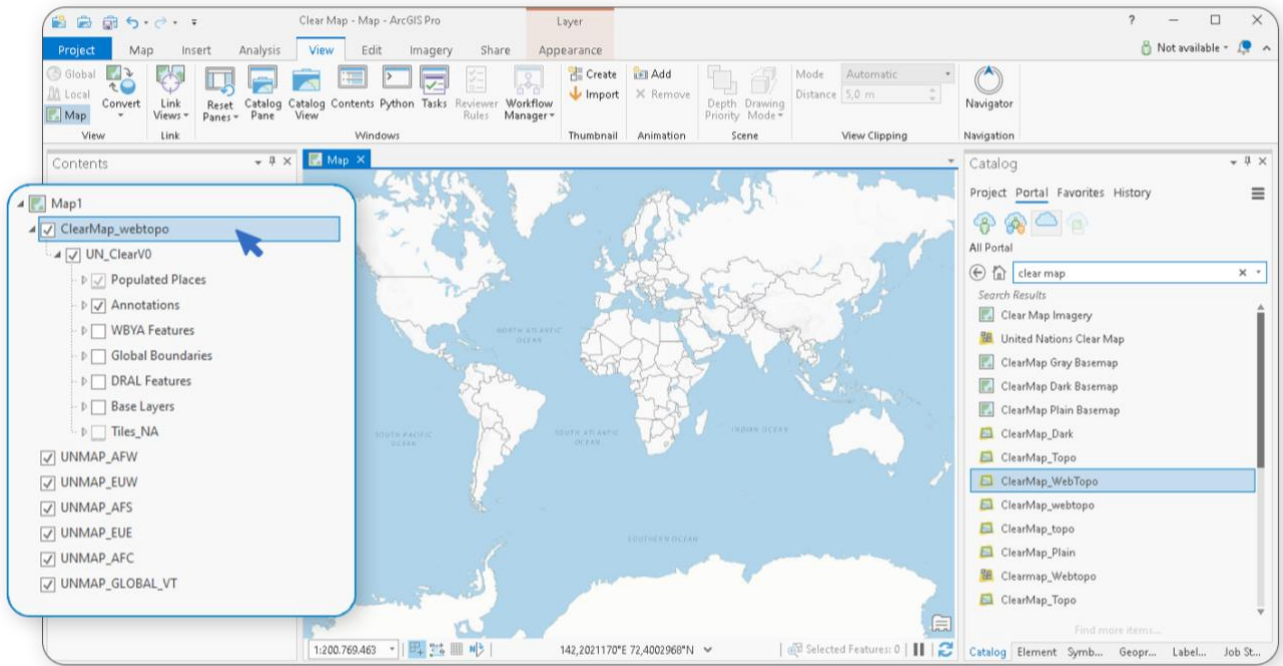 Clear Map - Map - ArcGIS Pro
Layer
?
Project Map Insert Analysis View Edit Imagery Share Appearance
Not available
Global
Local
Map
Convert
Link Views
Reset Panes
Catalog Pane
Catalog View
Contents
Python
Tasks
Reviewer Rules
Workflow Manager
Create
Import
Add
Remove
Depth Priority
Drawing Mode
Mode Automatic
Distance 5,0 m
Navigator
View Link Windows Thumbnail Animation Scene View Clipping Navigation
Contents
Map1
ClearMap_webtopo
UN_ClearV0
Populated Places
Annotations
WBYA Features
Global Boundaries
DRAL Features
Base Layers
Tiles_NA
UNMAP_AFW
UNMAP_EUW
UNMAP_AFS
UNMAP_EUE
UNMAP_AFC
UNMAP_GLOBAL_VT
Map
NORTH ATLANTIC
OCEAN
SOUTH PACIFIC
OCEAN
SOUTH ATLANTIC
OCEAN
INDIAN OCEAN
SOUTHERN OCEAN
1:200.769.463
142,2021170°E 72,4002968°N
Selected Features: 0
Catalog
Project Portal Favorites History
All Portal
clear map
Search Results
Clear Map Imagery
United Nations Clear Map
ClearMap Gray Basemap
ClearMap Dark Basemap
ClearMap Plain Basemap
ClearMap_Dark
ClearMap_Topo
ClearMap_WebTopo
ClearMap_webtopo
ClearMap_topo
ClearMap_Plain
Clearmap_Webtopo
ClearMap_Topo
Find more items...
Catalog Element Symb... Geopr... Label... Job St...